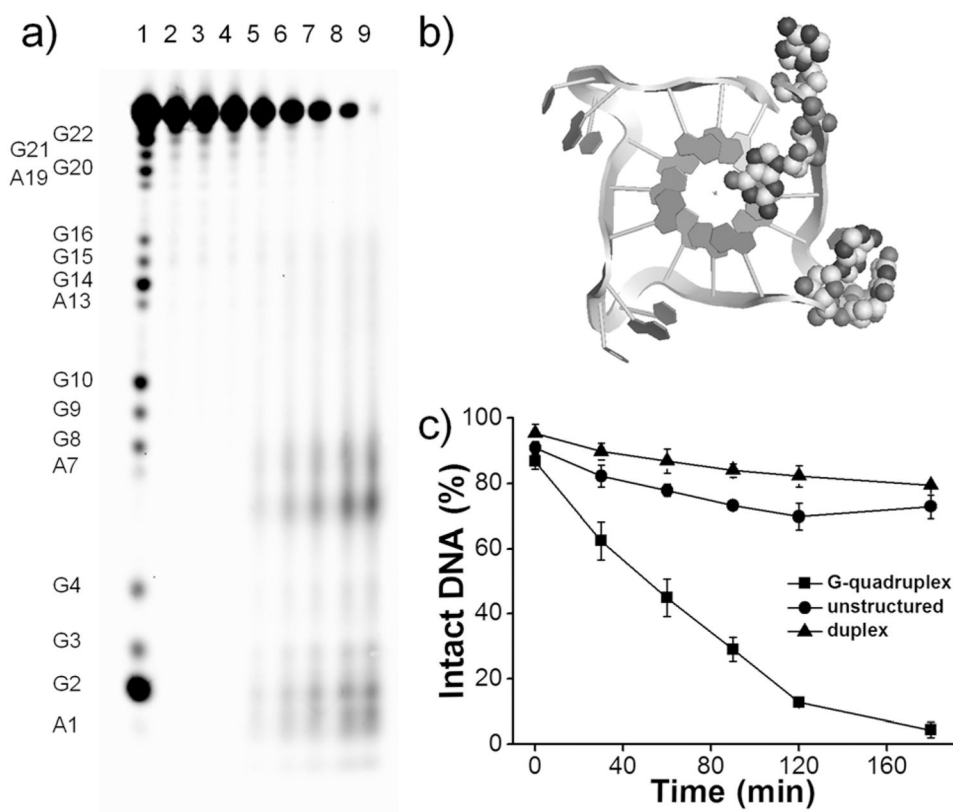 a)
1 2 3 4 5 6 7 8 9
G22
G21
G20
A19
G16
G15
G14
A13
G10
G9
G8
A7
G4
G3
G2
A1
b)
c)
Intact DNA (%)
100
80
60
40
20
0
G-quadruplex
unstructured
duplex
0 40 80 120 160
Time (min)